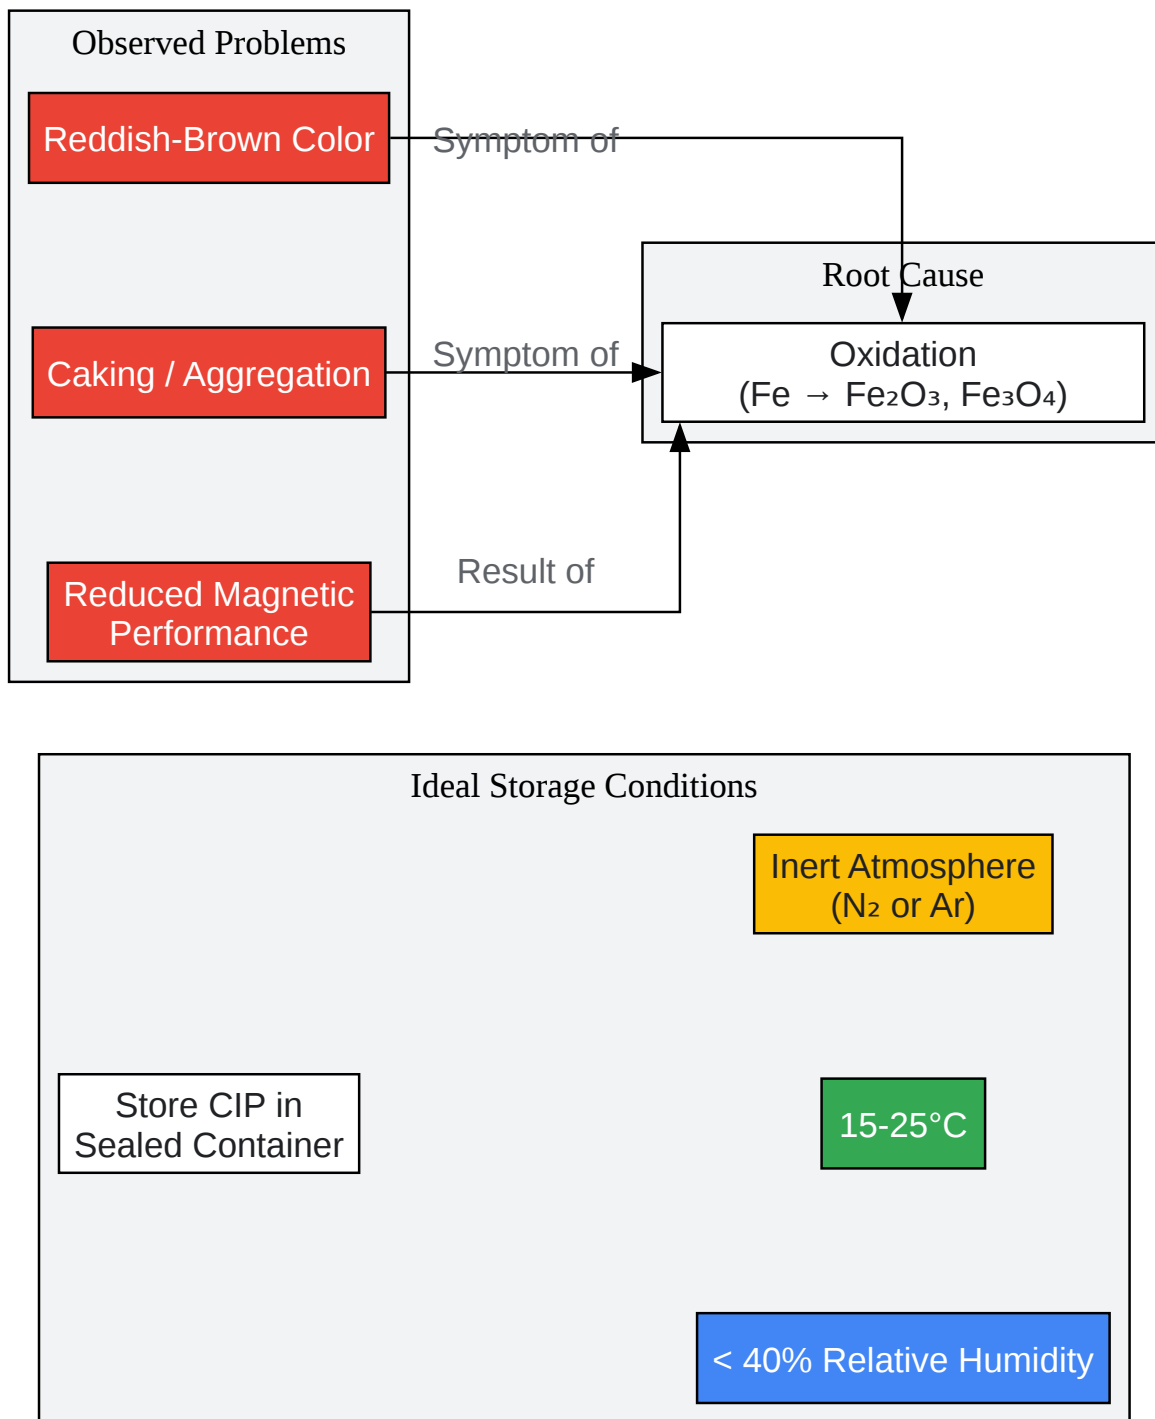 Observed Problems
Reddish-Brown Color
Symptom of
Root Cause
Oxidation
(Fe → Fe₂O₃, Fe₃O₄)
Caking / Aggregation
Symptom of
Reduced Magnetic
Performance
Result of
Ideal Storage Conditions
Inert Atmosphere
(N₂ or Ar)
Store CIP in
Sealed Container
15-25°C
< 40% Relative Humidity